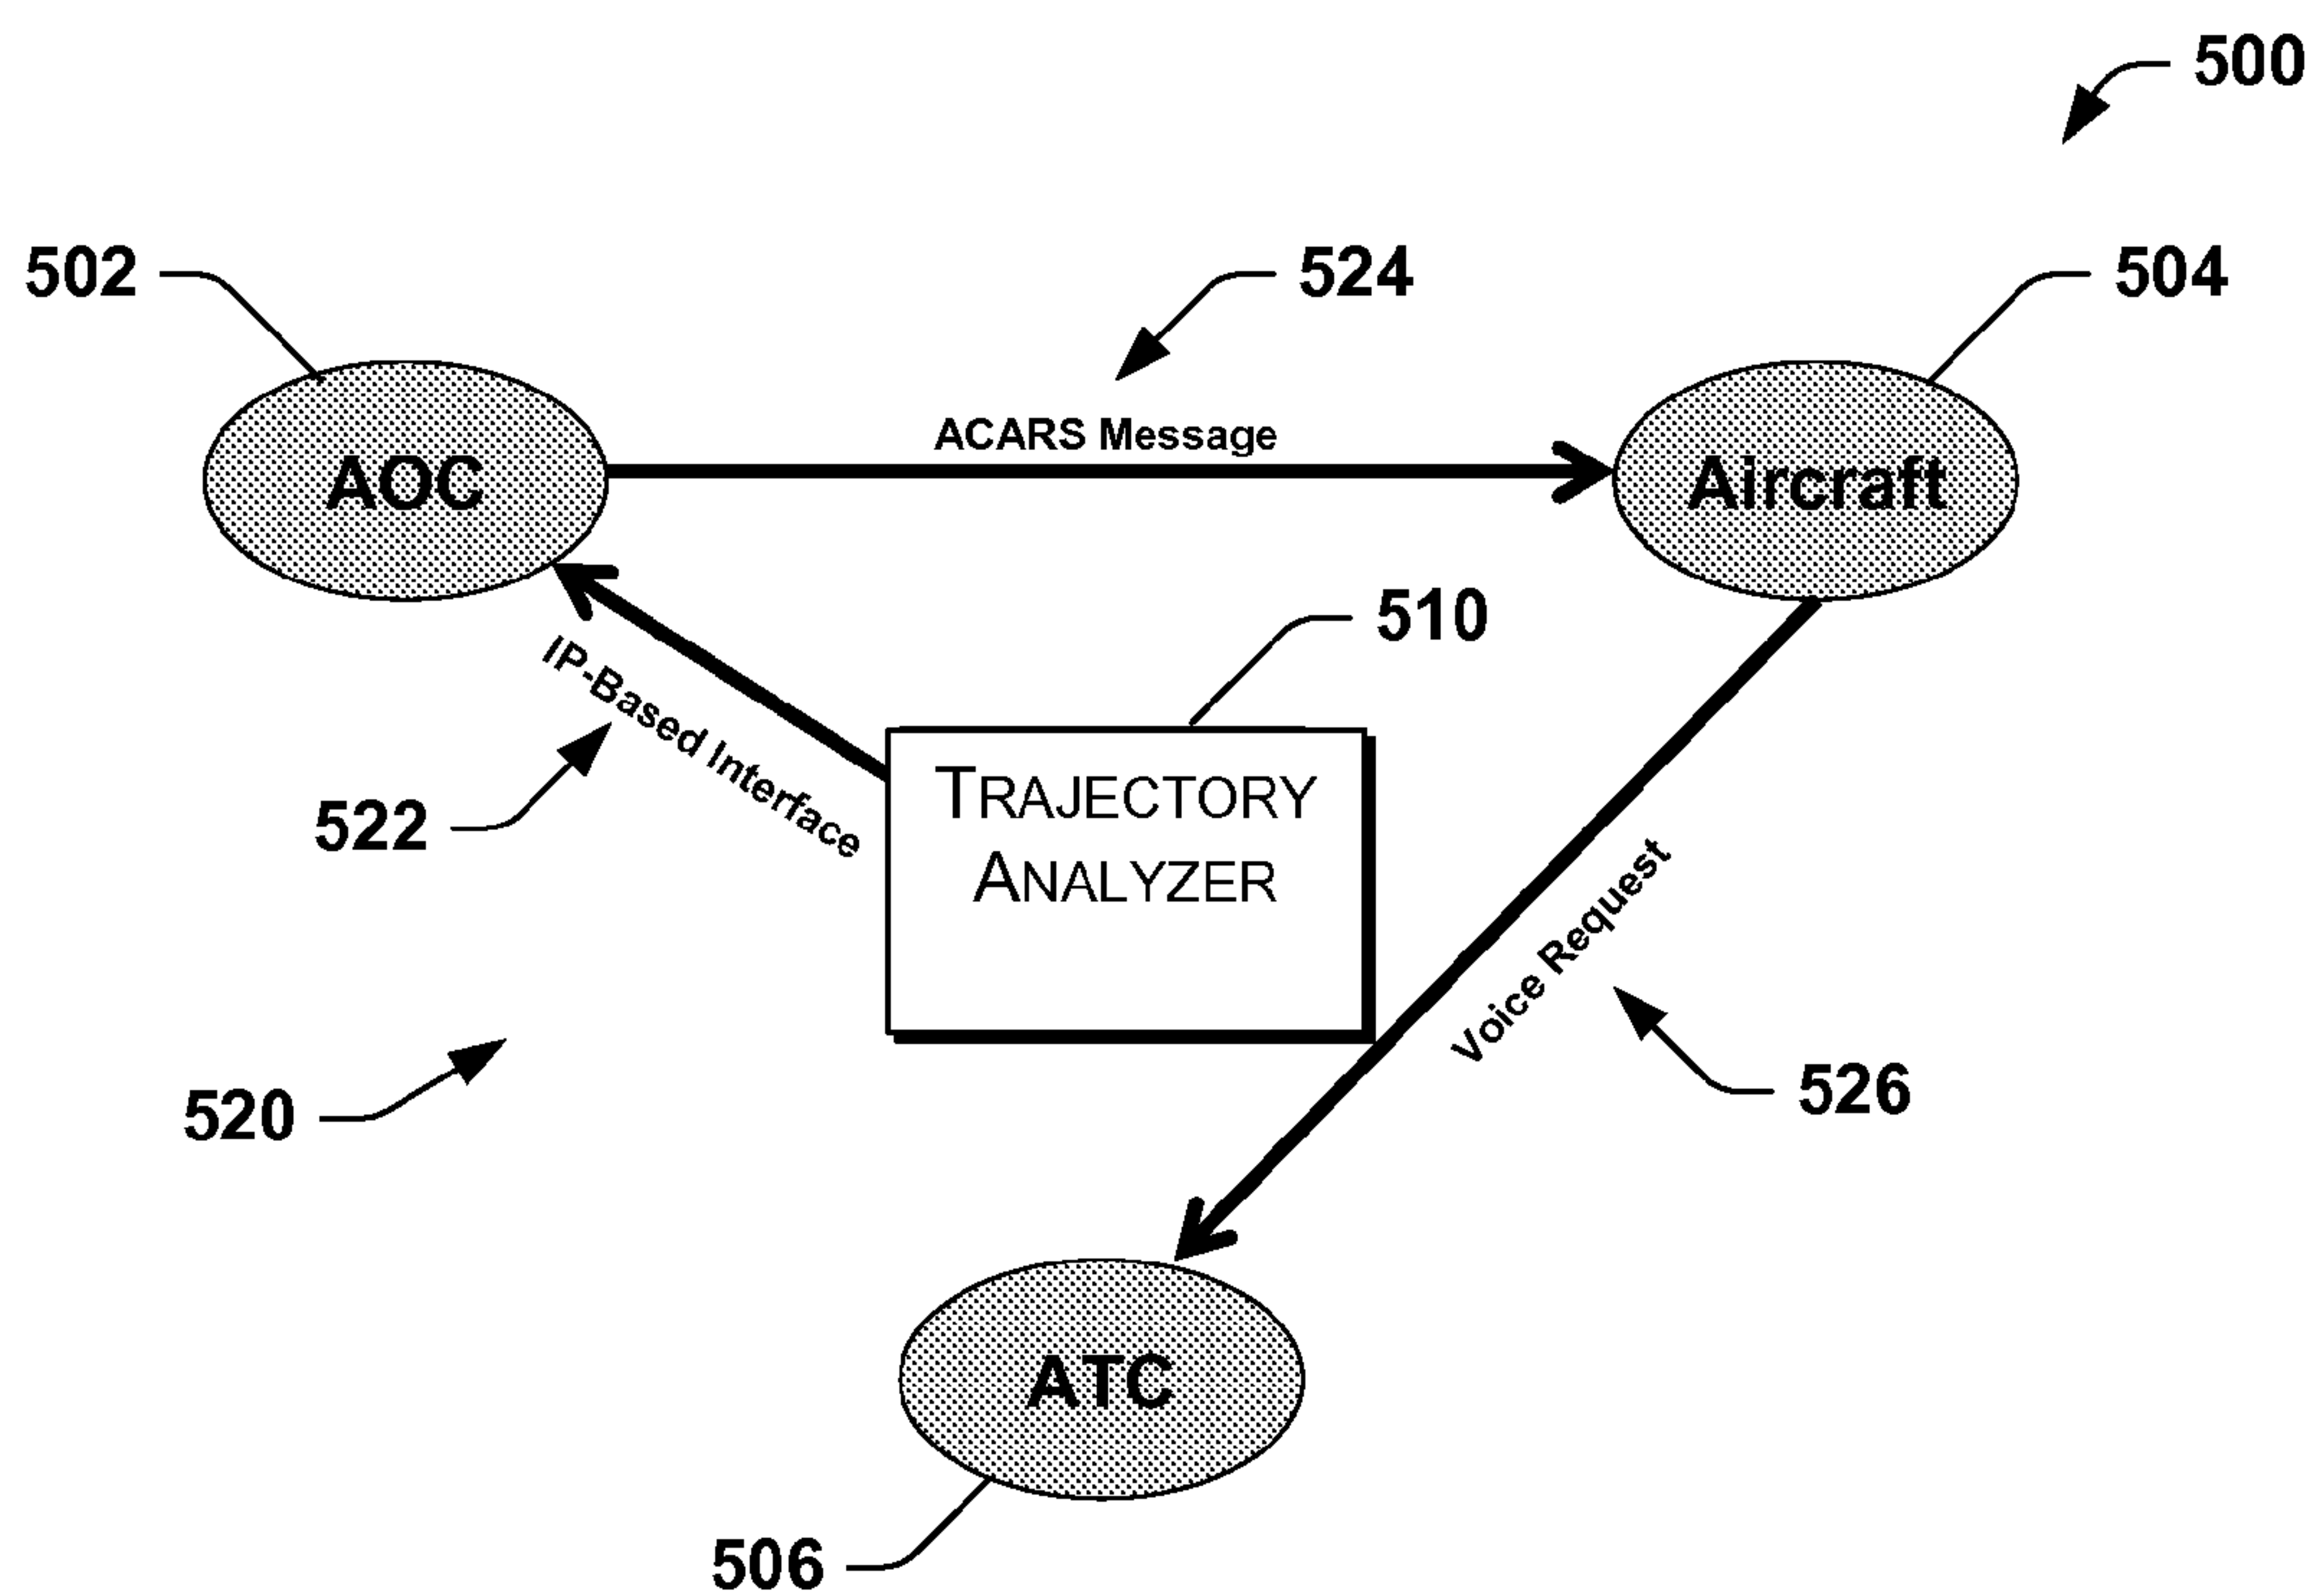 500
502
524
504
ACARS Message
AOC
Aircraft
510
IP-Based Interface
522
TRAJECTORY
ANALYZER
Voice Request
520
526
ATC
506